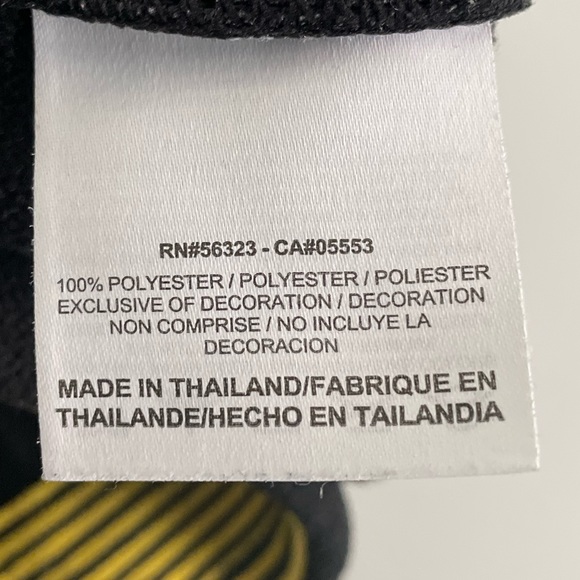 RN#56323 - CA#05553
100% POLYESTER / POLYESTER / POLIESTER
EXCLUSIVE OF DECORATION / DECORATION
NON COMPRISE / NO INCLUYE LA
DECORACION
MADE IN THAILAND/FABRIQUE EN
THAILANDE/HECHO EN TAILANDIA